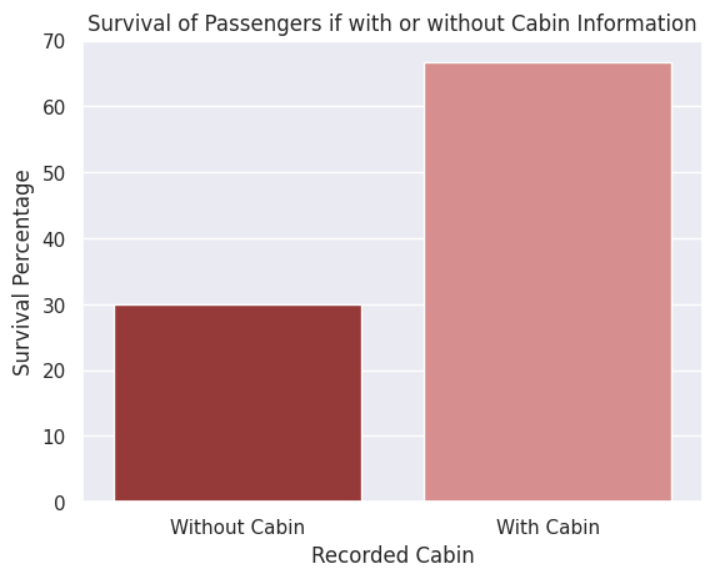 Survival of Passengers if with or without Cabin Information
70
60
50
40
30
20
10
0
Survival Percentage
Without Cabin
With Cabin
Recorded Cabin